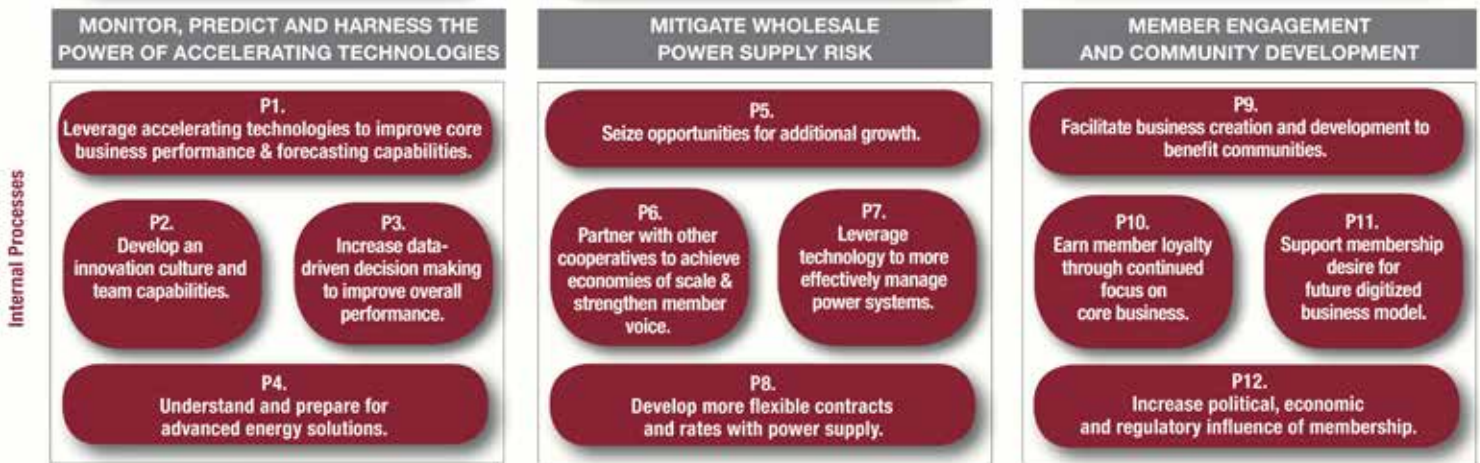 MONITOR, PREDICT AND HARNESS THE
POWER OF ACCELERATING TECHNOLOGIES
MITIGATE WHOLESALE
POWER SUPPLY RISK
MEMBER ENGAGEMENT
AND COMMUNITY DEVELOPMENT
Internal Processes
P1.
Leverage accelerating technologies to improve core
business performance & forecasting capabilities.
P2.
Develop an
innovation culture and
team capabilities.
P3.
Increase data-
driven decision making
to improve overall
performance.
P4.
Understand and prepare for
advanced energy solutions.
P5.
Seize opportunities for additional growth.
P6.
Partner with other
cooperatives to achieve
economies of scale &
strengthen member
voice.
P7.
Leverage
technology to more
effectively manage
power systems.
P8.
Develop more flexible contracts
and rates with power supply.
P9.
Facilitate business creation and development to
benefit communities.
P10.
Earn member loyalty
through continued
focus on
core business.
P11.
Support membership
desire for
future digitized
business model.
P12.
Increase political, economic
and regulatory influence of membership.